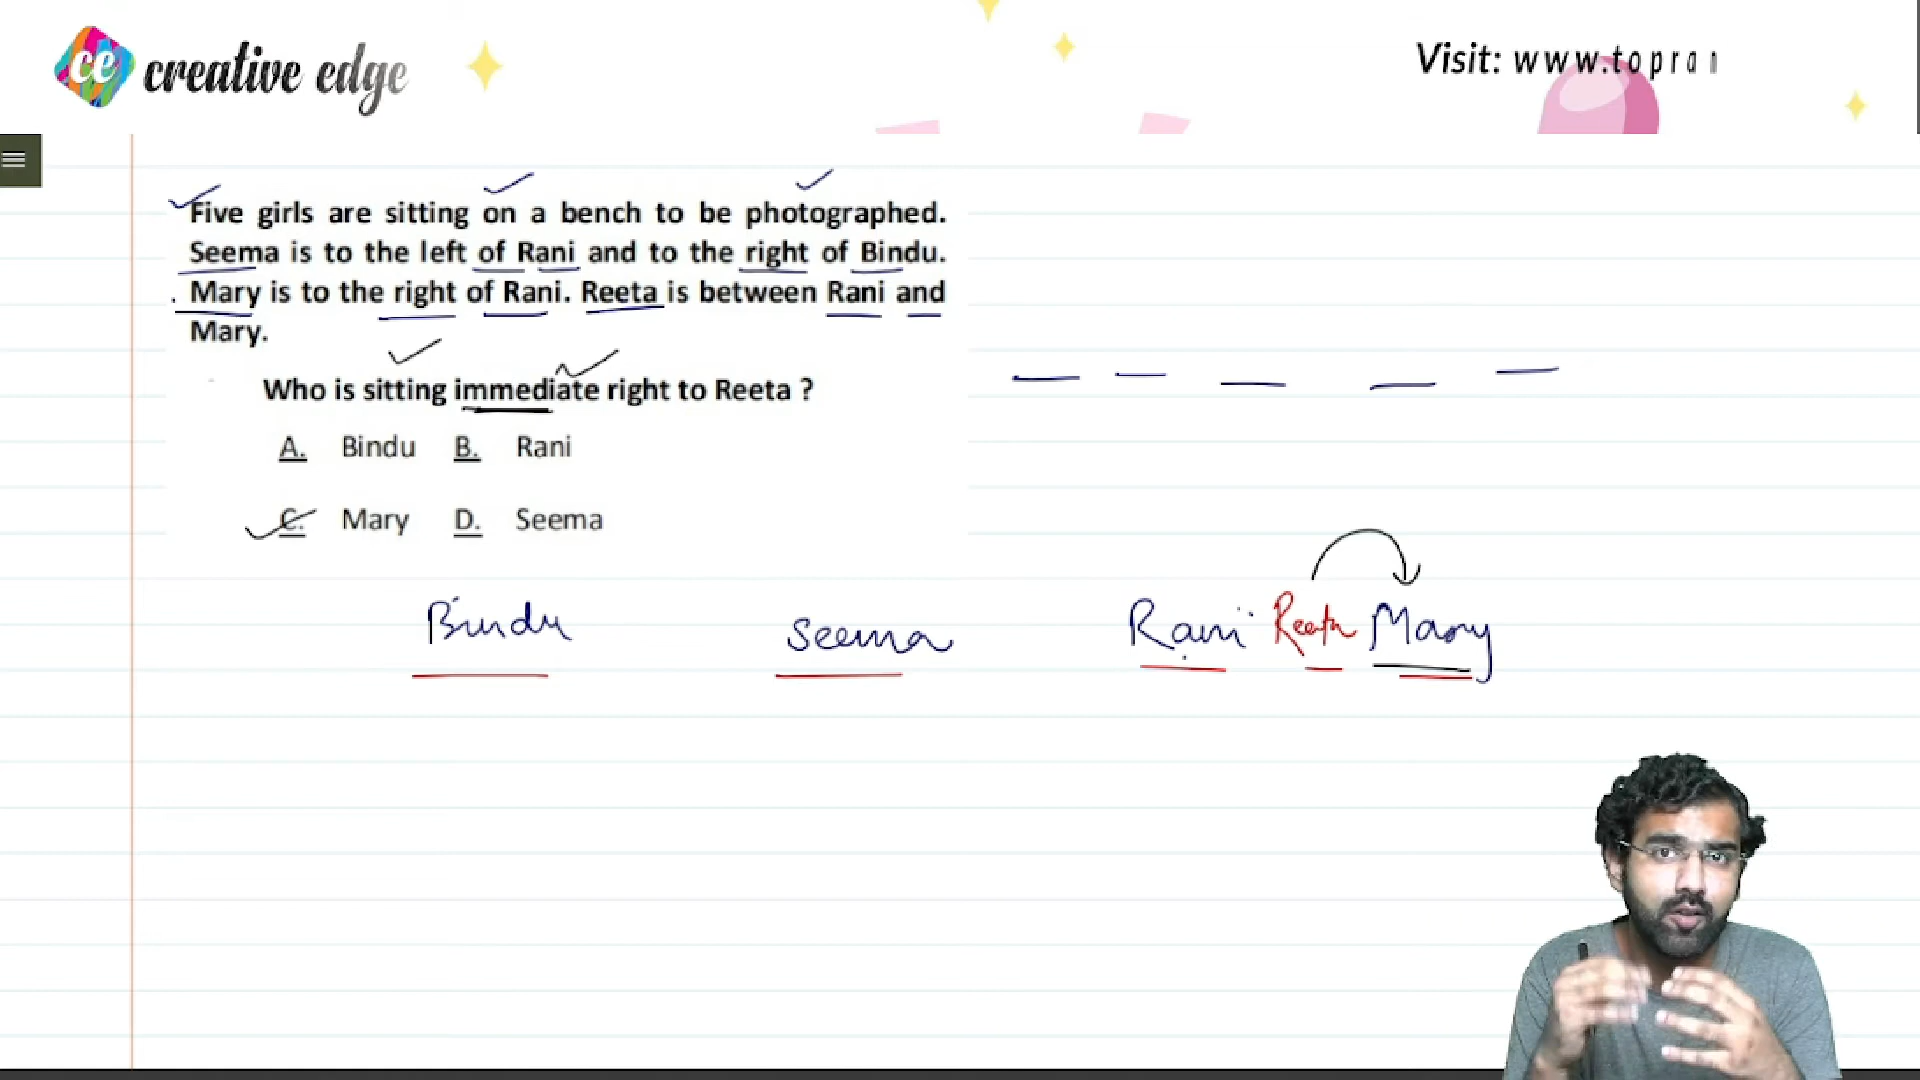 ce creative edge
Visit: www.topran
Five girls are sitting on a bench to be photographed.
Seema is to the left of Rani and to the right of Bindu.
. Mary is to the right of Rani. Reeta is between Rani and
Mary.
Who is sitting immediate right to Reeta ?
A. Bindu B. Rani
C. Mary D. Seema
Bindu Seema Rani Reeta Mary